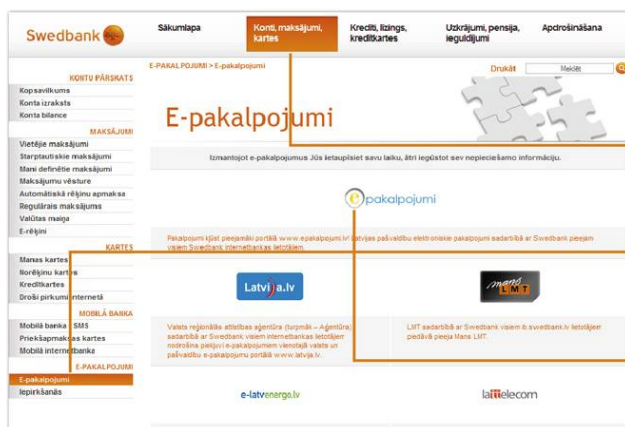 Swedbank
Sākumlapa
Konti, maksājumi,
kartes
Kredīti, līzings,
kredītkartes
Uzkrājumi, pensija,
ieguldījumi
Apdrošināšana
E-PAKALPOJUMI > E-pakalpojumi
Drukāt
Meklēt
KONTU PĀRSKATS
Kopsavilkums
Konta izraksts
Konta bilance
MAKSĀJUMI
Vietējie maksājumi
Starptautiskie maksājumi
Mani definētie maksājumi
Maksājumu vēsture
Automātiskā rēķinu apmaksa
Regulārais maksājums
Valūtas maiņa
E-rēķini
KARTES
Manas kartes
Norēķinu kartes
Kredītkartes
Droši pirkumi internetā
MOBILĀ BANKA
Mobilā banka SMS
Priekšapmaksas kartes
Mobilā internetbanka
E-PAKALPOJUMI
E-pakalpojumi
Iepirkšanās
E-pakalpojumi
Izmantojot e-pakalpojumus Jūs ietaupīsiet savu laiku, ātri iegūstot sev nepieciešamo informāciju.
epakalpojumi
Pakalpojumi kļūst pieejamāki portālā www.epakalpojumi.lv! Latvijas pašvaldību elektroniskie pakalpojumi sadarbībā ar Swedbank pieejami
visiem Swedbank internetbankas lietotājiem.
Latvija.lv
mans
LMT
Valsts reģionālās attīstības aģentūra (turpmāk – Aģentūra)
sadarbībā ar Swedbank visiem internetbankas lietotājiem
nodrošina piekļuvi e-pakalpojumiem vienotajā valsts un
pašvaldību e-pakalpojumu portālā www.latvija.lv.
LMT sadarbībā ar Swedbank visiem ib.swedbank.lv lietotājiem
piedāvā pieeju Mans LMT.
e-latvenergo.lv
lattelecom